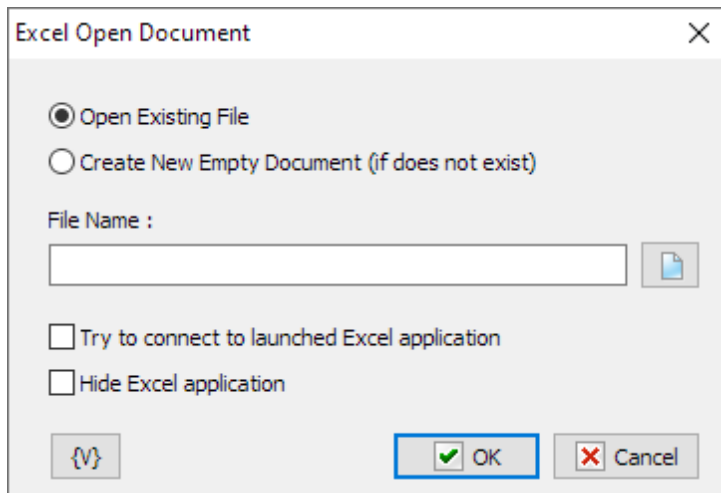 Excel Open Document
Open Existing File
Create New Empty Document (if does not exist)
File Name :
Try to connect to launched Excel application
Hide Excel application
{V} OK Cancel